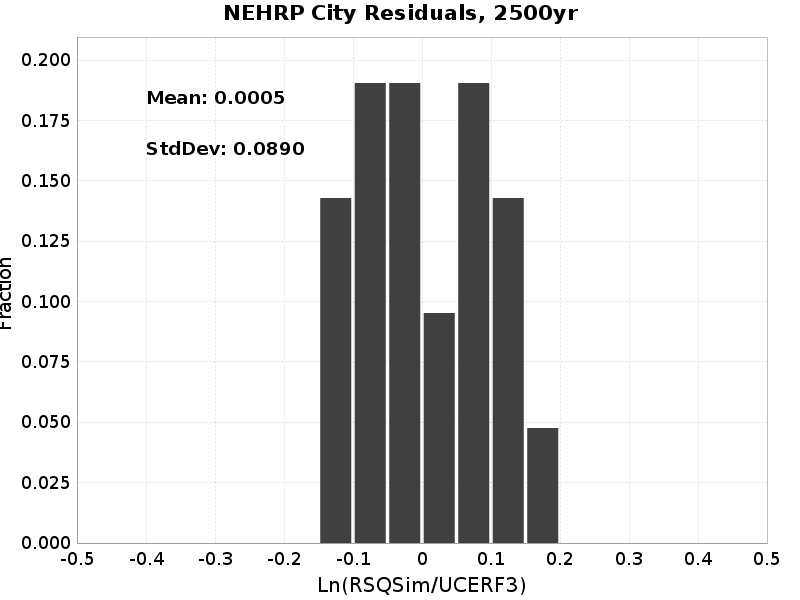 NEHRP City Residuals, 2500yr
0.200
Mean: 0.0005
0.175
StdDev: 0.0890
0.150
0.125
Fraction
0.100
0.075
0.050
0.025
0.000
-0.5 -0.4 -0.3 -0.2 -0.1 0 0.1 0.2 0.3 0.4 0.5
Ln(RSQSim/UCERF3)